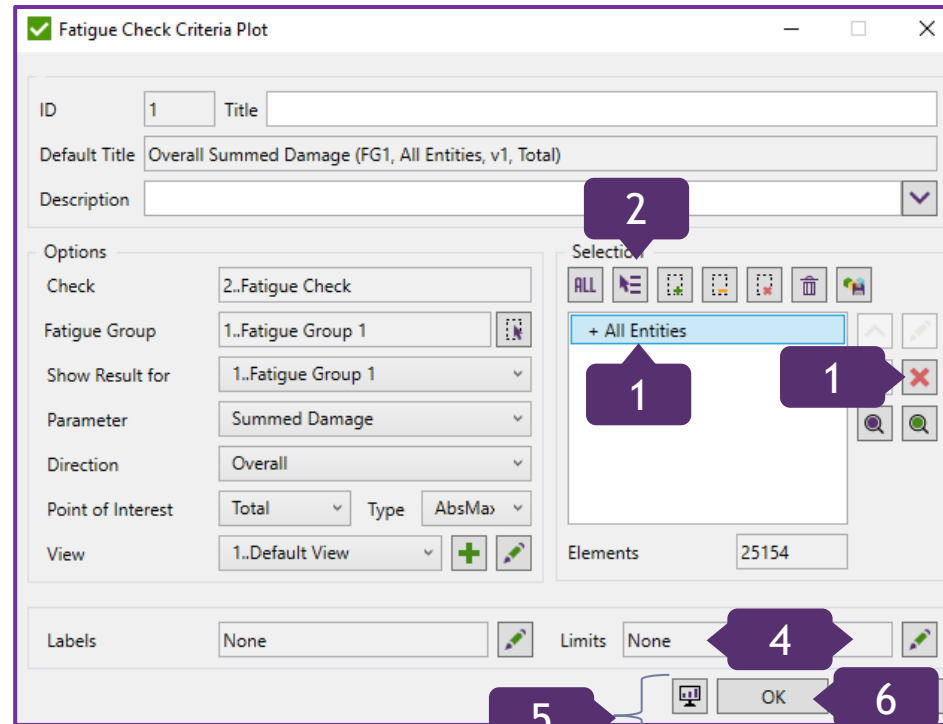 Fatigue Check Criteria Plot
ID 1 Title
Default Title Overall Summed Damage (FG1, All Entities, v1, Total)
Description
2
Options
Check 2..Fatigue Check
Fatigue Group 1..Fatigue Group 1
Show Result for 1..Fatigue Group 1
Parameter Summed Damage
Direction Overall
Point of Interest Total Type AbsMax
View 1..Default View
Selection
ALL
+ All Entities
1
1
Elements 25154
Labels None
Limits None 4
5
OK 6